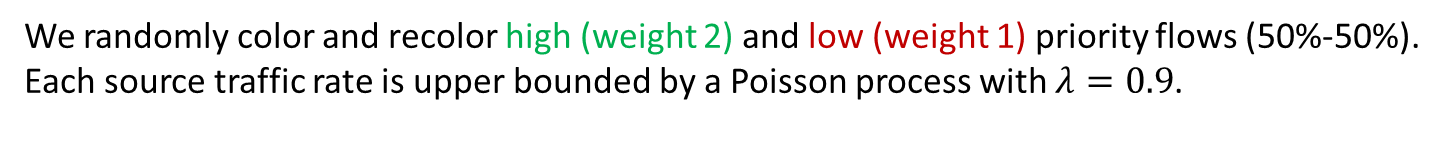 We randomly color and recolor high (weight 2) and low (weight 1) priority flows (50%-50%).
Each source traffic rate is upper bounded by a Poisson process with λ = 0.9.